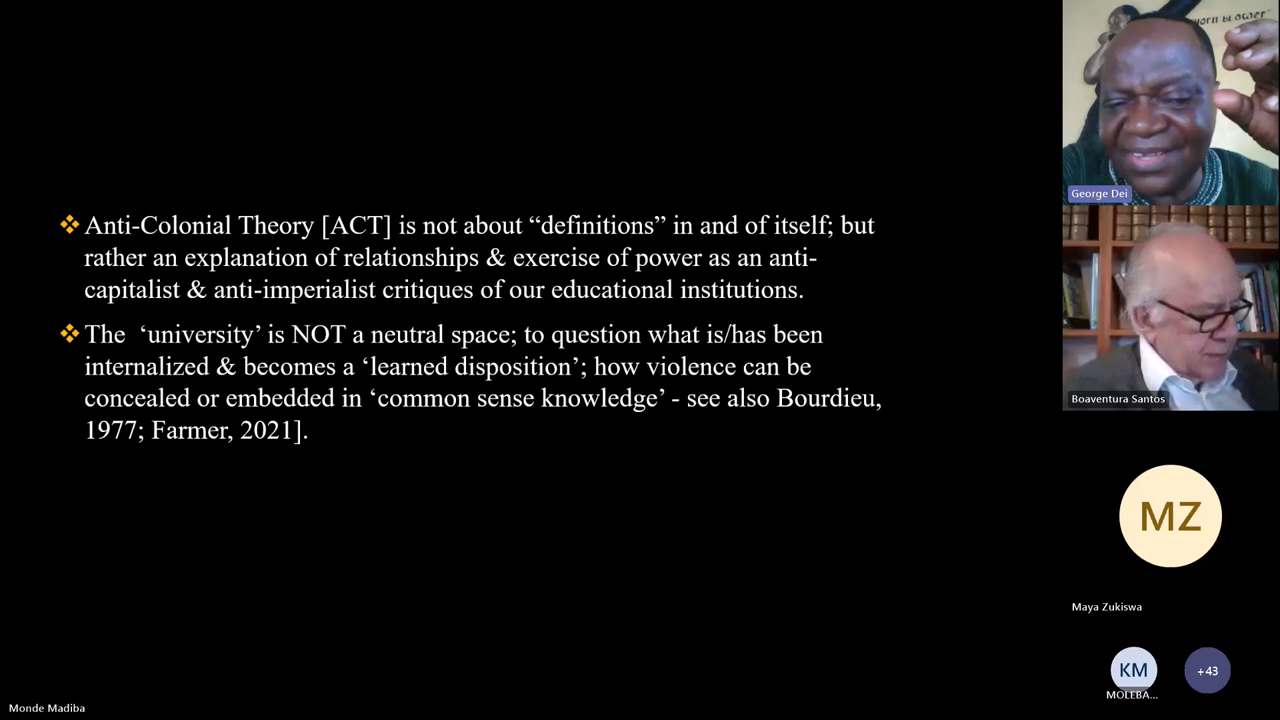 ❖ Anti-Colonial Theory [ACT] is not about “definitions” in and of itself; but
rather an explanation of relationships & exercise of power as an anti-
capitalist & anti-imperialist critiques of our educational institutions.
❖ The ‘university’ is NOT a neutral space; to question what is/has been
internalized & becomes a ‘learned disposition’; how violence can be
concealed or embedded in ‘common sense knowledge’ - see also Bourdieu,
1977; Farmer, 2021].
George Dei
Boaventura Santos
MZ
Maya Zukiswa
KM
MOLEBA...
+43
Monde Madiba